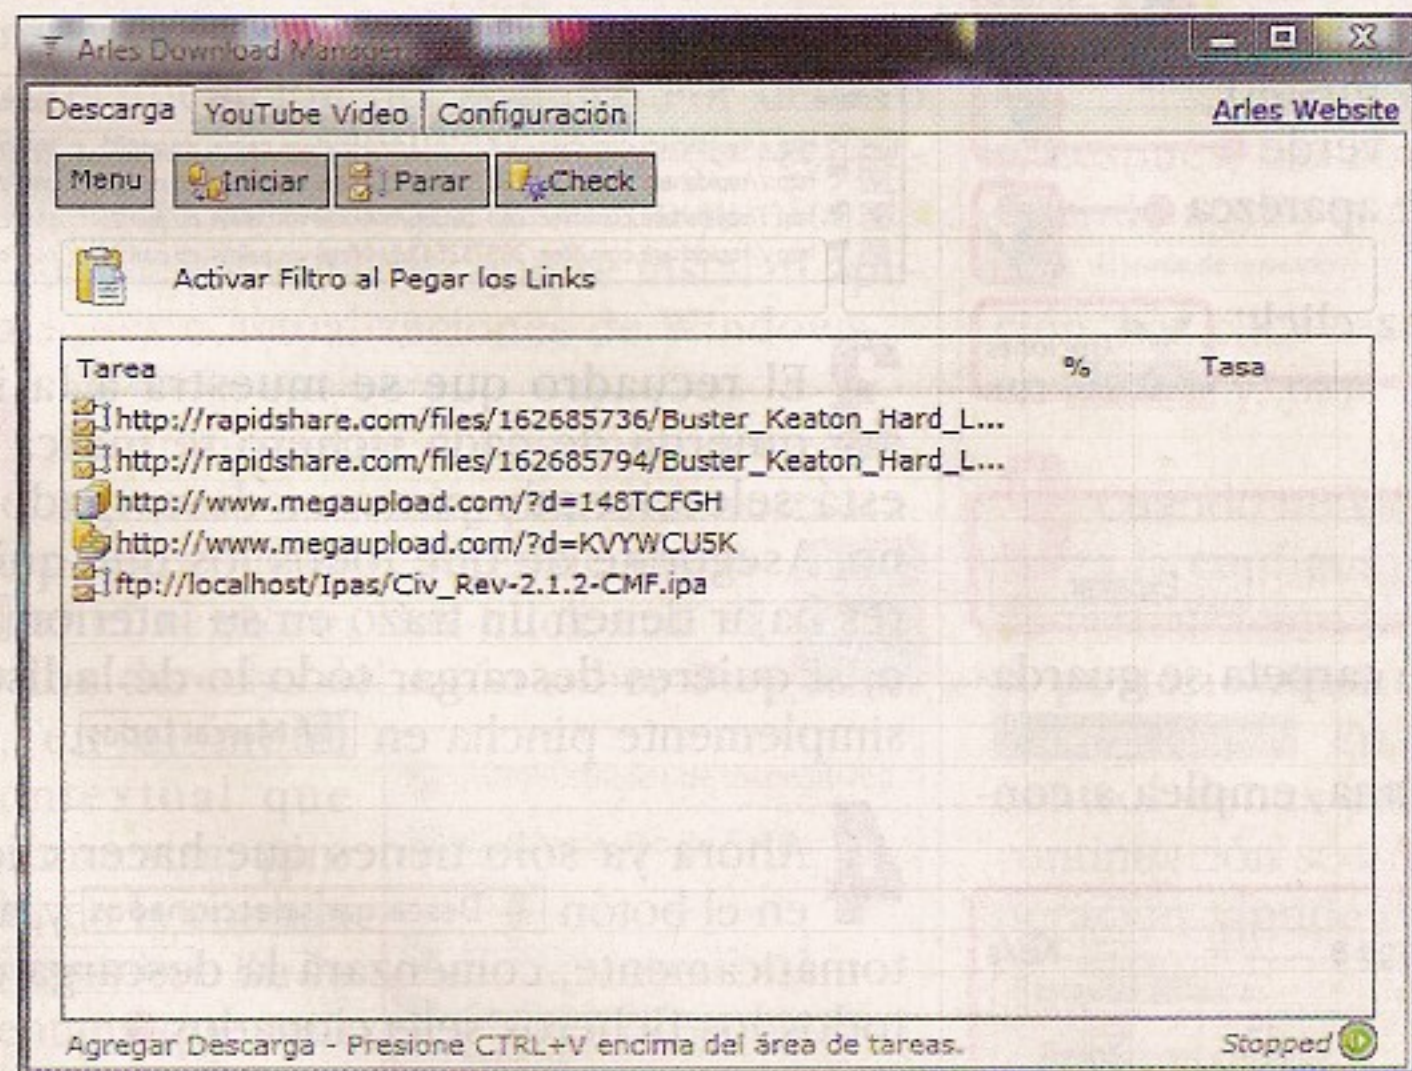 Arles Download Manager
Descarga YouTube Video Configuración Arles Website
Menu Iniciar Parar Check
Activar Filtro al Pegar los Links
Tarea % Tasa
http://rapidshare.com/files/162685736/Buster_Keaton_Hard_L...
http://rapidshare.com/files/162685794/Buster_Keaton_Hard_L...
http://www.megaupload.com/?d=148TCFGH
http://www.megaupload.com/?d=KVYWCU5K
ftp://localhost/Ipas/Civ_Rev-2.1.2-CMF.ipa
Agregar Descarga - Presione CTRL+V encima del área de tareas. Stopped